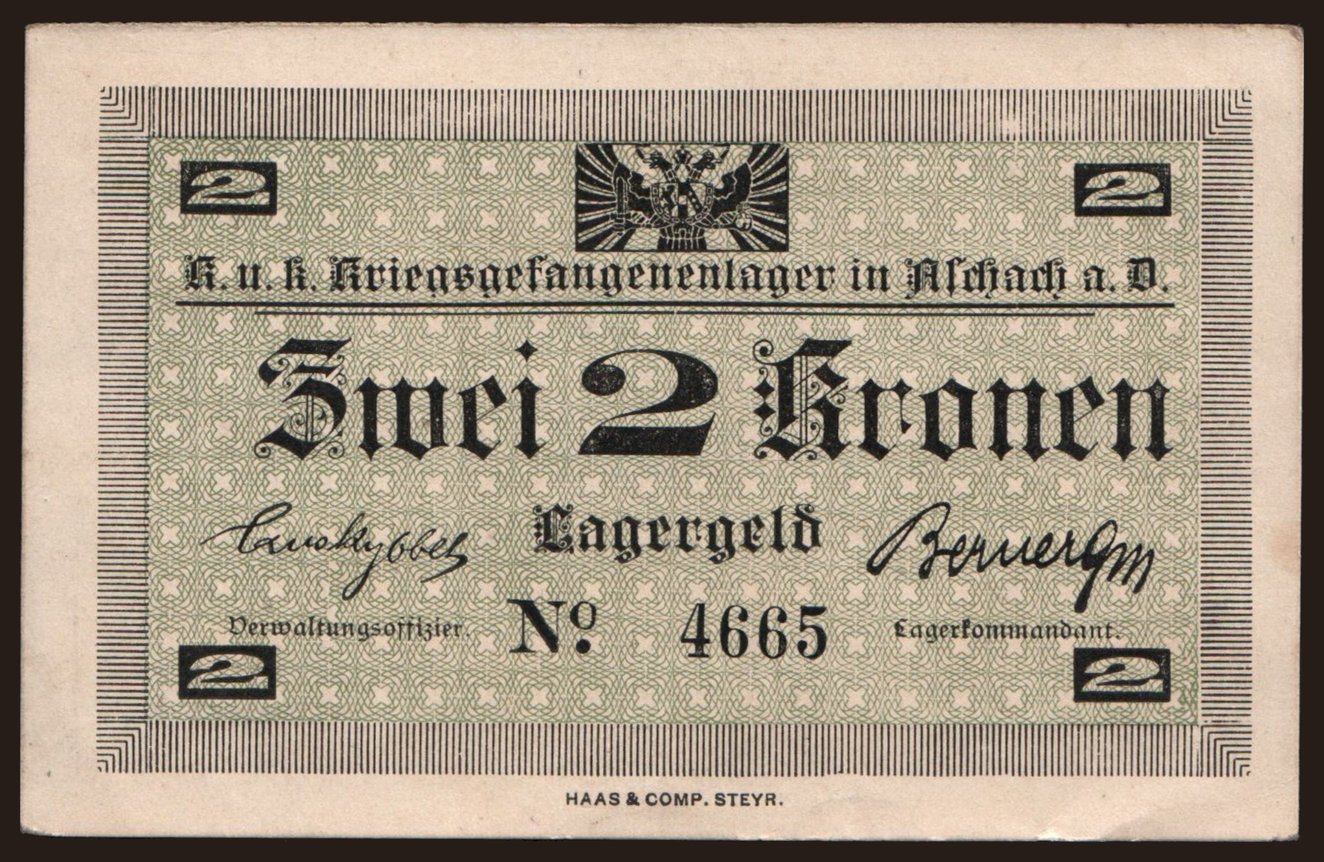 2 2
K. u. k. Kriegsgefangenenlager in Aschach a. D.
Zwei 2 Kronen
Lagergeld
Verwaltungsoffizier. No. 4665 Lagerkommandant.
2 2
HAAS & COMP. STEYR.